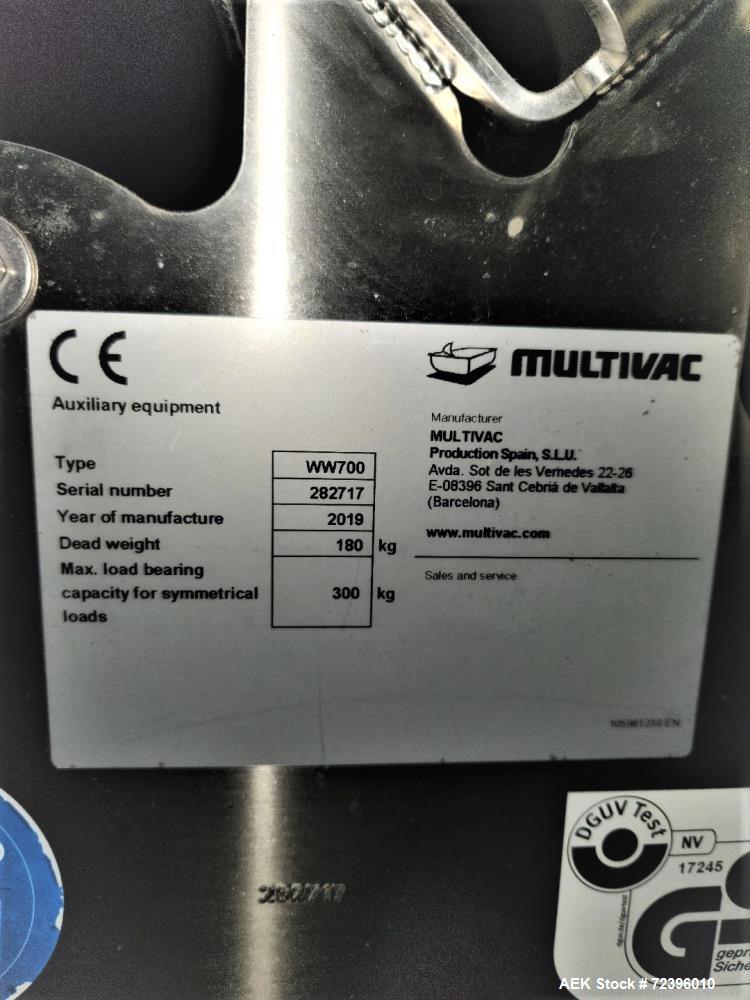 CE
MULTIVAC
Auxiliary equipment
Type WW700
Serial number 282717
Year of manufacture 2019
Dead weight 180 kg
Max. load bearing
capacity for symmetrical 300 kg
loads
Manufacturer
MULTIVAC
Production Spain, S.L.U.
Avda. Sot de les Vernedes 22-26
E-08396 Sant Cebrià de Vallalta
(Barcelona)
www.multivac.com
Sales and service
105961238 EN
282717
DGUV Test
NV
17245
GS
AEK Stock # 72396010